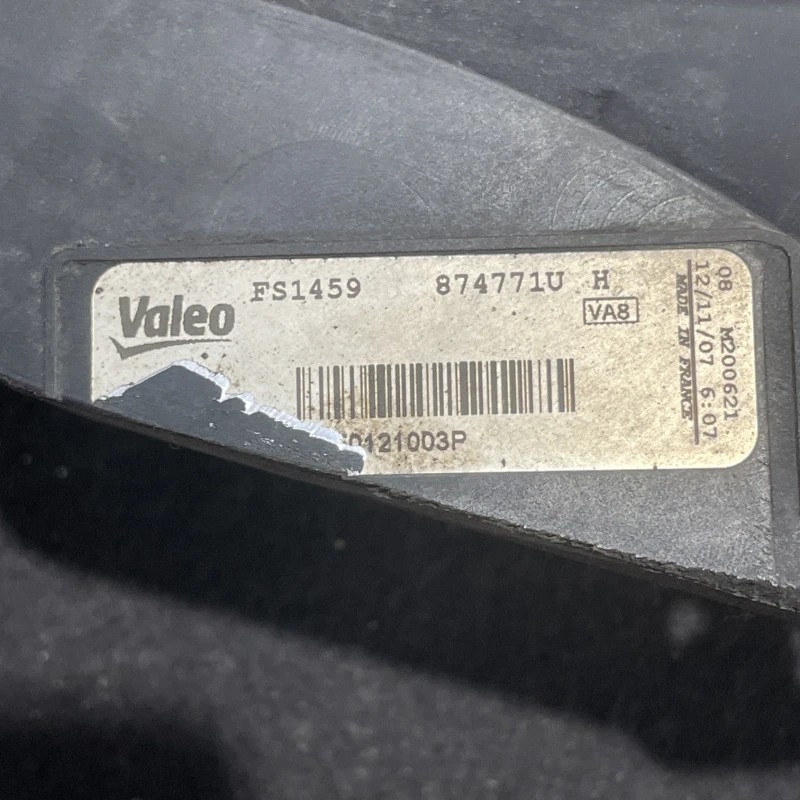 Valeo
FS1459 874771U H
VA8
0121003P
08 M200621
12/11/07 6:07
MADE IN FRANCE